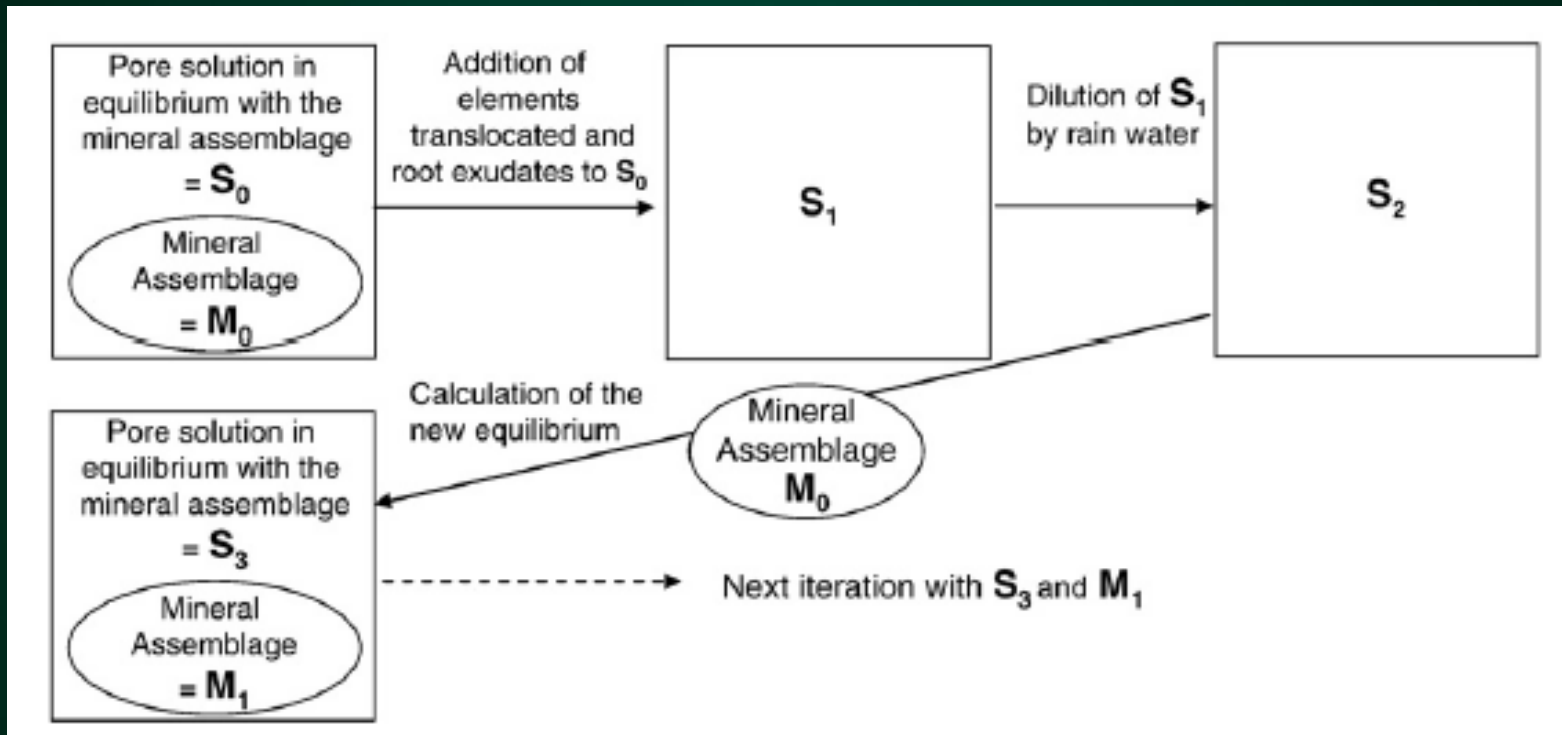 Pore solution in
equilibrium with the
mineral assemblage
= S₀
Mineral
Assemblage
= M₀
Addition of
elements
translocated and
root exudates to S₀
S₁
Dilution of S₁
by rain water
S₂
Calculation of the
new equilibrium
Mineral
Assemblage
M₀
Pore solution in
equilibrium with the
mineral assemblage
= S₃
Mineral
Assemblage
= M₁
Next iteration with S₃ and M₁